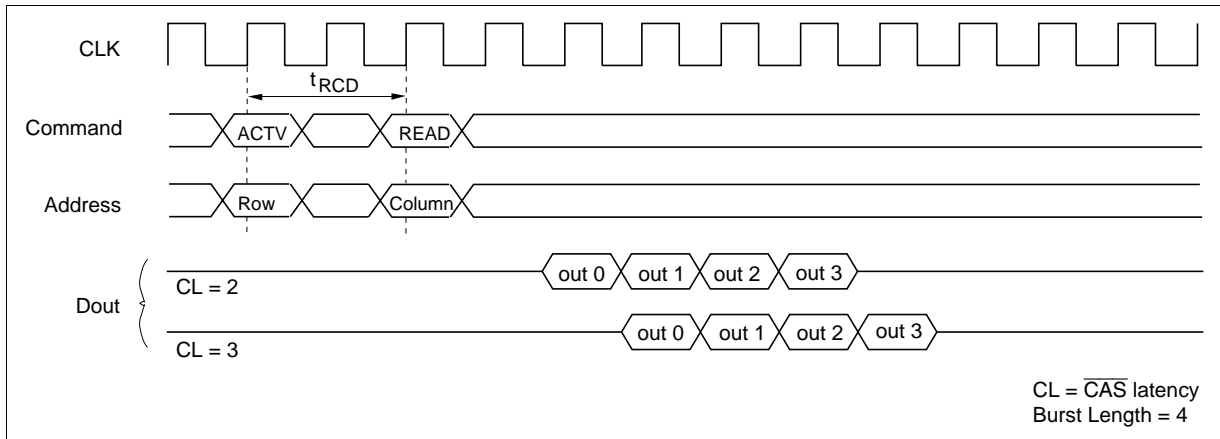 CLK
tRCD
Command
ACTV
READ
Address
Row
Column
Dout
CL = 2
out 0 out 1 out 2 out 3
CL = 3
out 0 out 1 out 2 out 3
CL = CAS latency
Burst Length = 4